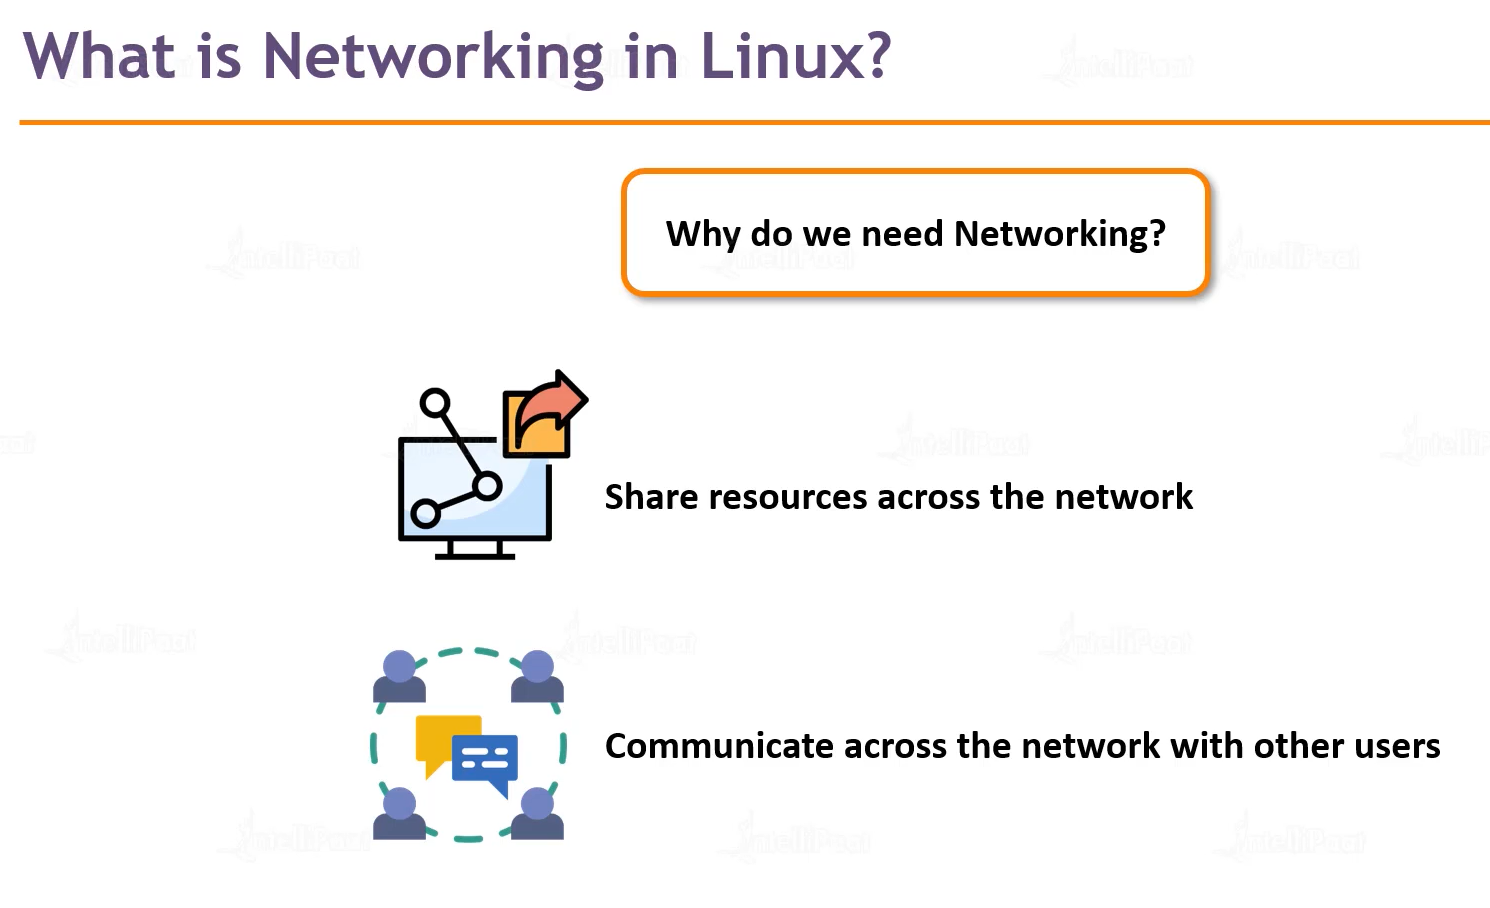 What is Networking in Linux?
Why do we need Networking?
Share resources across the network
Communicate across the network with other users